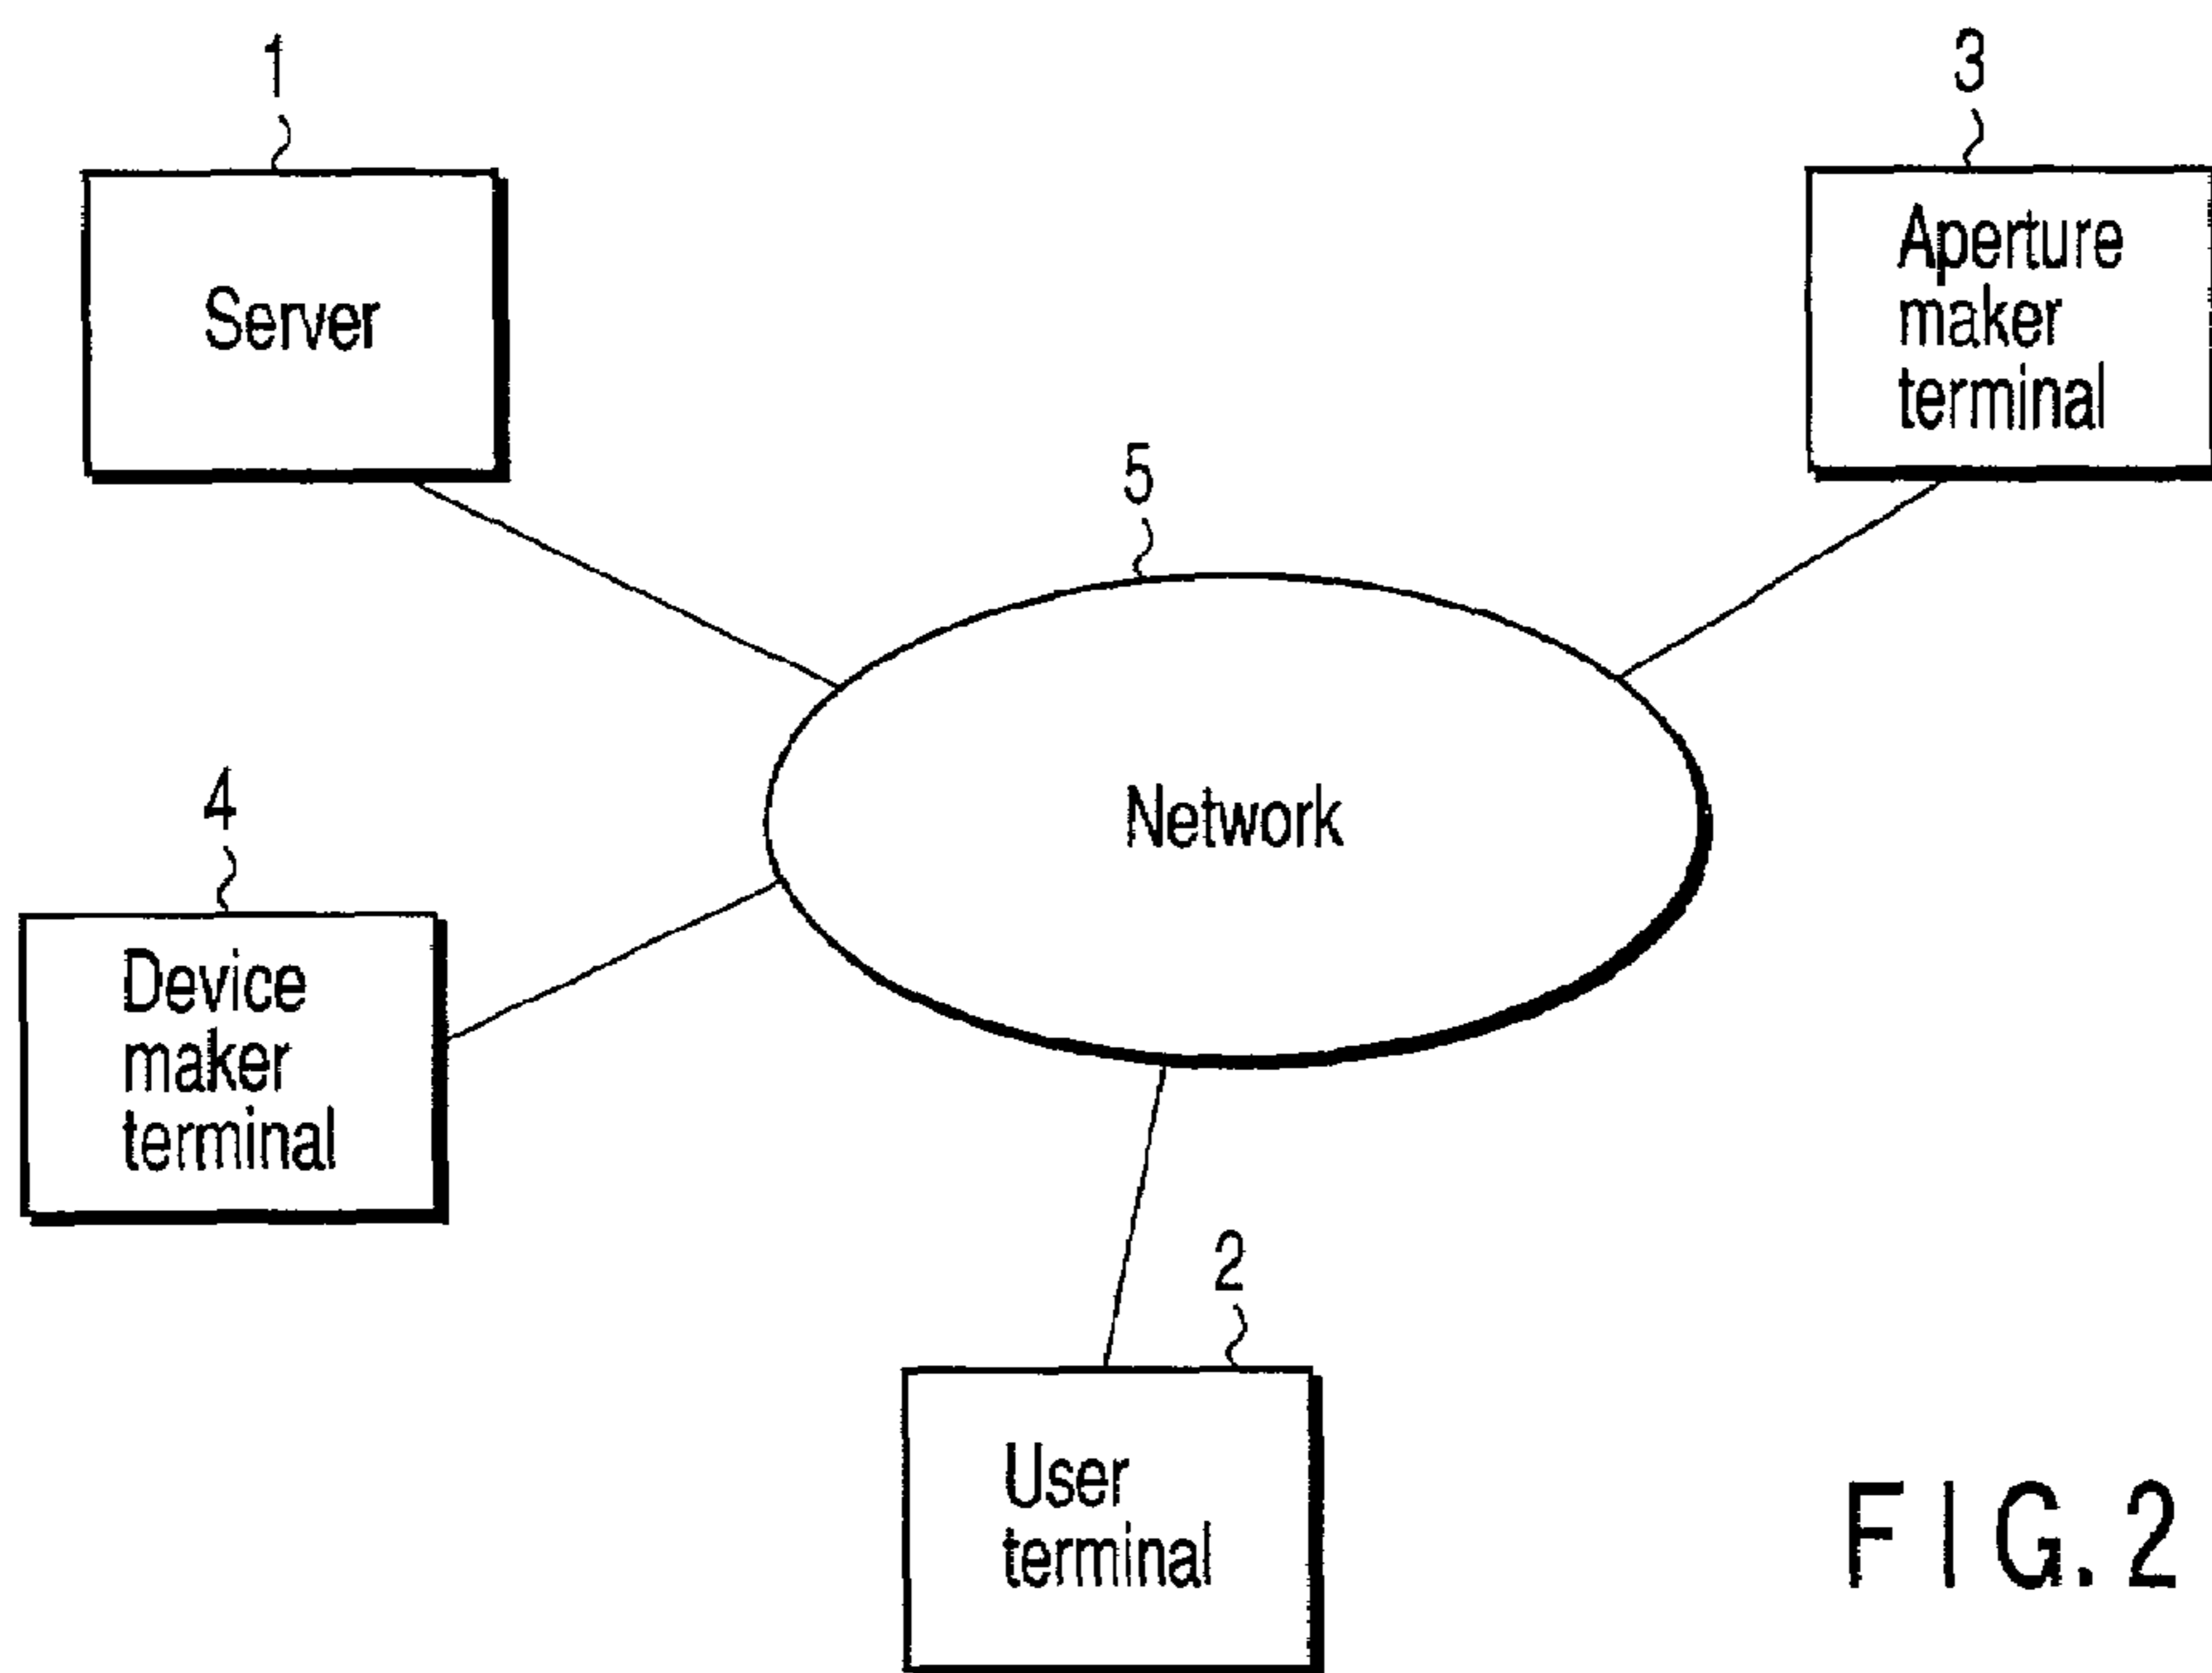 1
Server
3
Aperture
maker
terminal
5
Network
4
Device
maker
terminal
2
User
terminal
FIG. 2